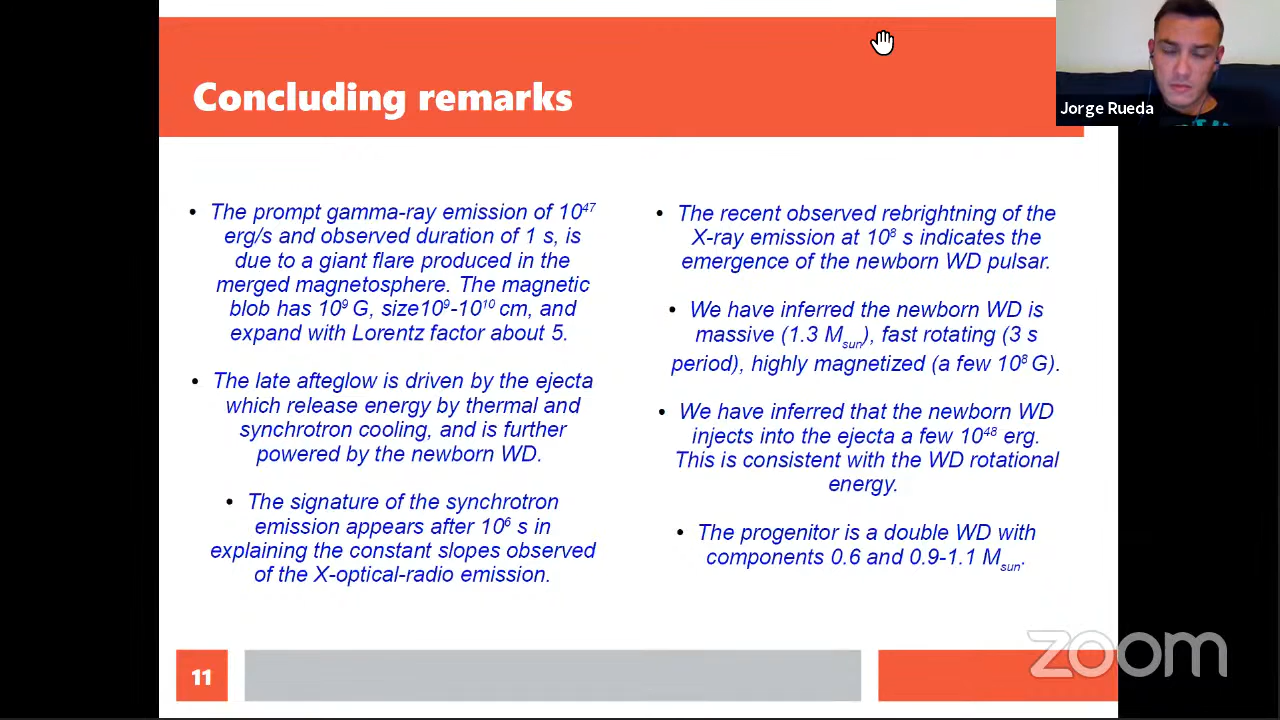 Concluding remarks
Jorge Rueda
• The prompt gamma-ray emission of 10⁴⁷
erg/s and observed duration of 1 s, is
due to a giant flare produced in the
merged magnetosphere. The magnetic
blob has 10⁹ G, size10⁹-10¹⁰ cm, and
expand with Lorentz factor about 5.
• The late afteglow is driven by the ejecta
which release energy by thermal and
synchrotron cooling, and is further
powered by the newborn WD.
• The signature of the synchrotron
emission appears after 10⁶ s in
explaining the constant slopes observed
of the X-optical-radio emission.
• The recent observed rebrightning of the
X-ray emission at 10⁸ s indicates the
emergence of the newborn WD pulsar.
• We have inferred the newborn WD is
massive (1.3 Msun), fast rotating (3 s
period), highly magnetized (a few 10⁸ G).
• We have inferred that the newborn WD
injects into the ejecta a few 10⁴⁸ erg.
This is consistent with the WD rotational
energy.
• The progenitor is a double WD with
components 0.6 and 0.9-1.1 Msun.
11
zoom